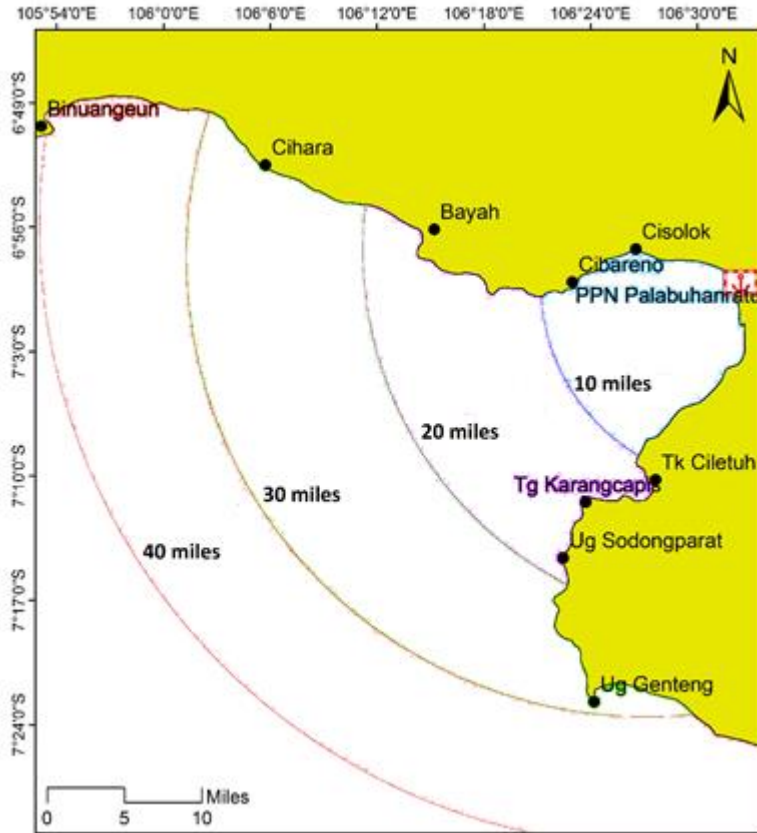 105°54'0"E 106°0'0"E 106°6'0"E 106°12'0"E 106°18'0"E 106°24'0"E 106°30'0"E
N
6°49'0"S
Binuangeun
Cihara
Bayah
6°56'0"S
Cisolok
Cibareno
PPN Palabuhanratu
7°3'0"S
10 miles
20 miles
Tk Ciletuh
7°10'0"S
Tg Karangcapis
30 miles
40 miles
Ug Sodongparat
7°17'0"S
Ug Genteng
7°24'0"S
Miles
0 5 10